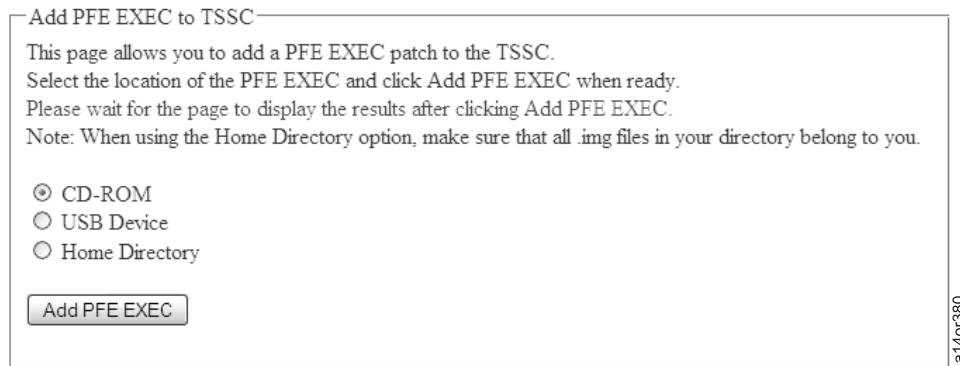 Add PFE EXEC to TSSC
This page allows you to add a PFE EXEC patch to the TSSC.
Select the location of the PFE EXEC and click Add PFE EXEC when ready.
Please wait for the page to display the results after clicking Add PFE EXEC.
Note: When using the Home Directory option, make sure that all .img files in your directory belong to you.
CD-ROM
USB Device
Home Directory
Add PFE EXEC
a14or380